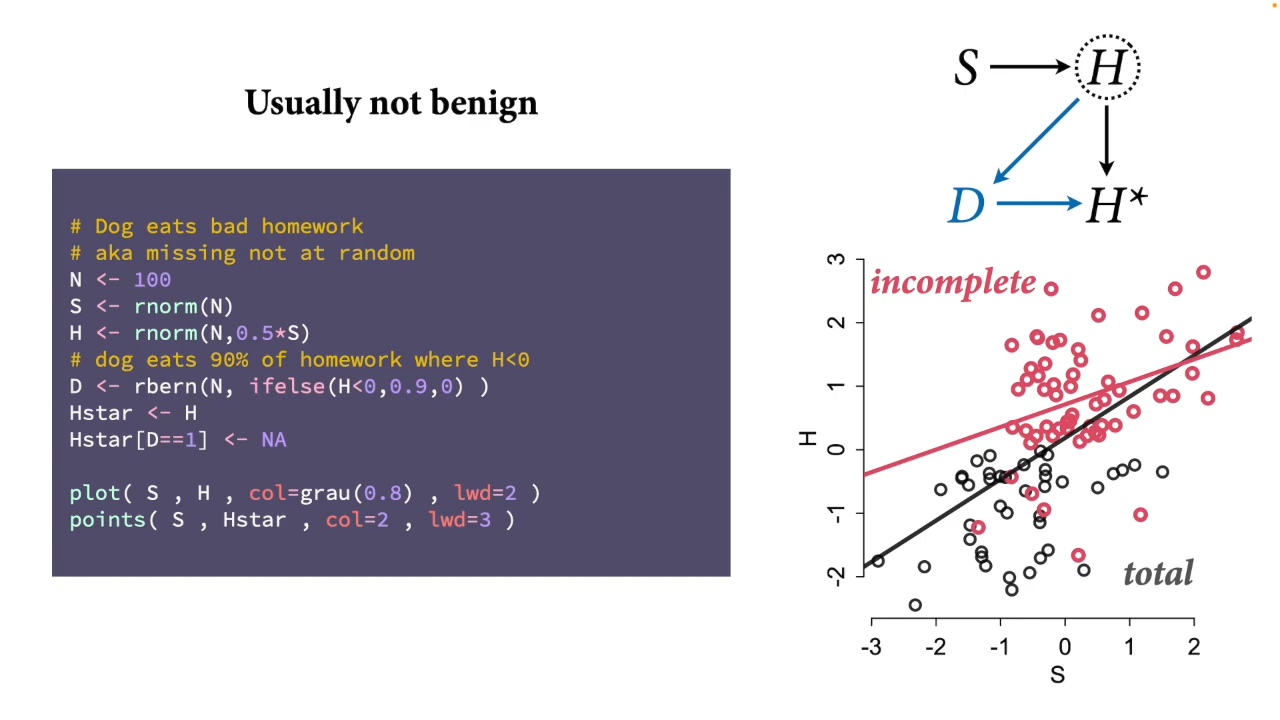 Usually not benign
# Dog eats bad homework
# aka missing not at random
N <- 100
S <- rnorm(N)
H <- rnorm(N,0.5*S)
# dog eats 90% of homework where H<0
D <- rbern(N, ifelse(H<0,0.9,0) )
Hstar <- H
Hstar[D==1] <- NA
plot( S , H , col=grau(0.8) , lwd=2 )
points( S , Hstar , col=2 , lwd=3 )
S H
D H*
incomplete
total
3
2
1
0
-1
-2
H
-3 -2 -1 0 1 2
S